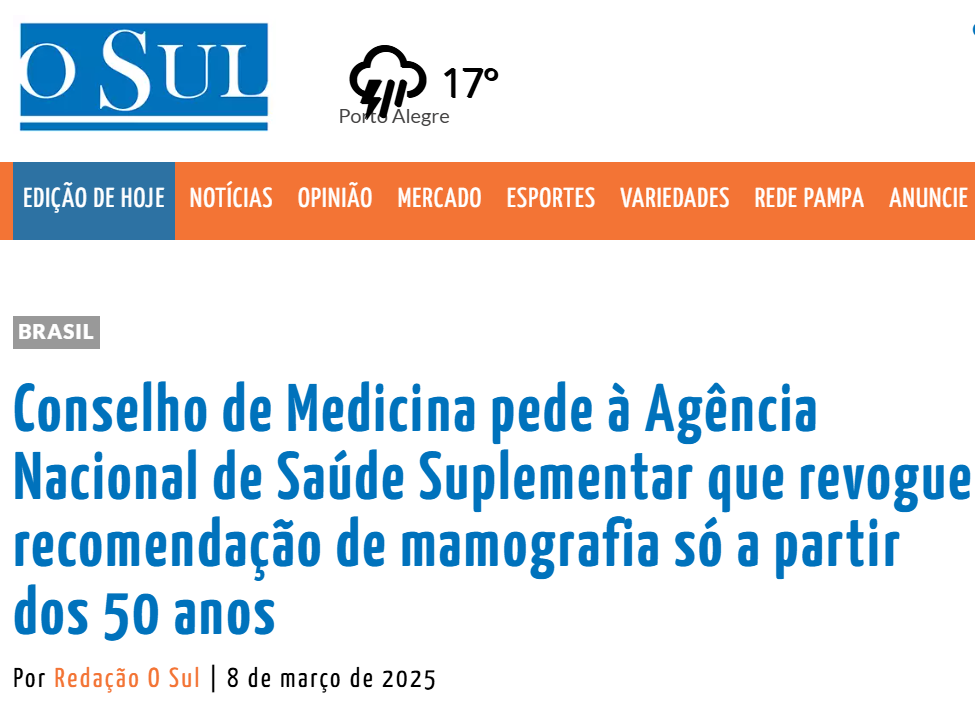 O SUL
17°
Porto Alegre
EDIÇÃO DE HOJE NOTÍCIAS OPINIÃO MERCADO ESPORTES VARIEDADES REDE PAMPA ANUNCIE
BRASIL
Conselho de Medicina pede à Agência
Nacional de Saúde Suplementar que revogue
recomendação de mamografia só a partir
dos 50 anos
Por Redação O Sul | 8 de março de 2025